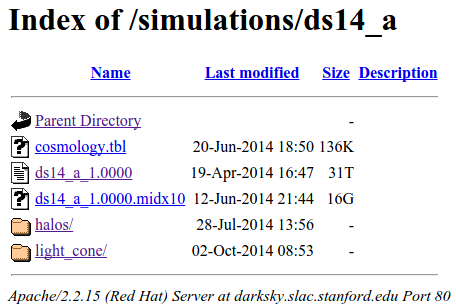 Index of /simulations/ds14_a
Name Last modified Size Description
Parent Directory -
cosmology.tbl 20-Jun-2014 18:50 136K
ds14_a_1.0000 19-Apr-2014 16:47 31T
ds14_a_1.0000.midx10 12-Jun-2014 21:44 16G
halos/ 28-Jul-2014 13:56 -
light_cone/ 02-Oct-2014 08:53 -
Apache/2.2.15 (Red Hat) Server at darksky.slac.stanford.edu Port 80